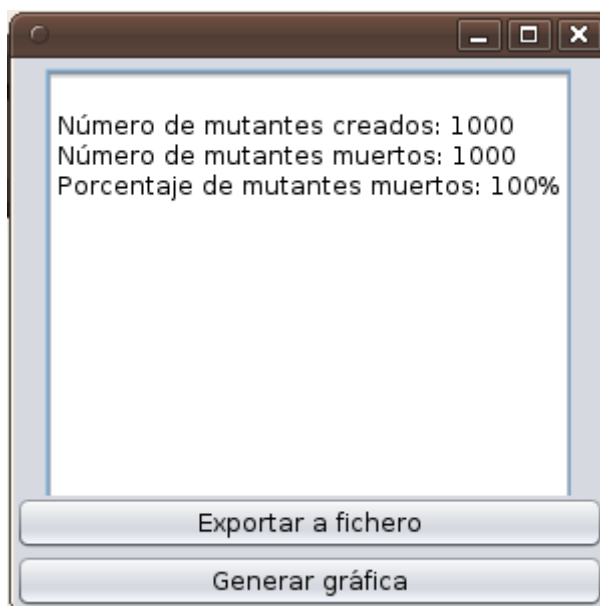 Número de mutantes creados: 1000
Número de mutantes muertos: 1000
Porcentaje de mutantes muertos: 100%
Exportar a fichero
Generar gráfica